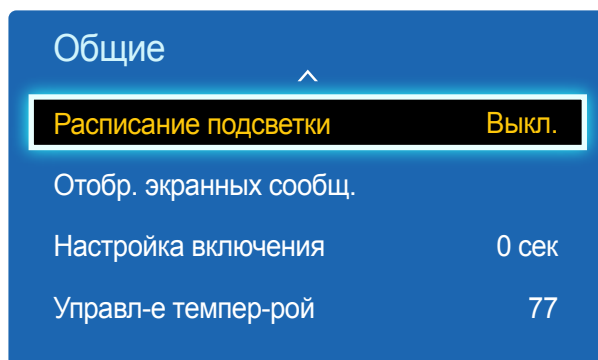 Общие
Расписание подсветки Выкл.
Отобр. экранных сообщ.
Настройка включения 0 сек
Управл-е темпер-рой 77